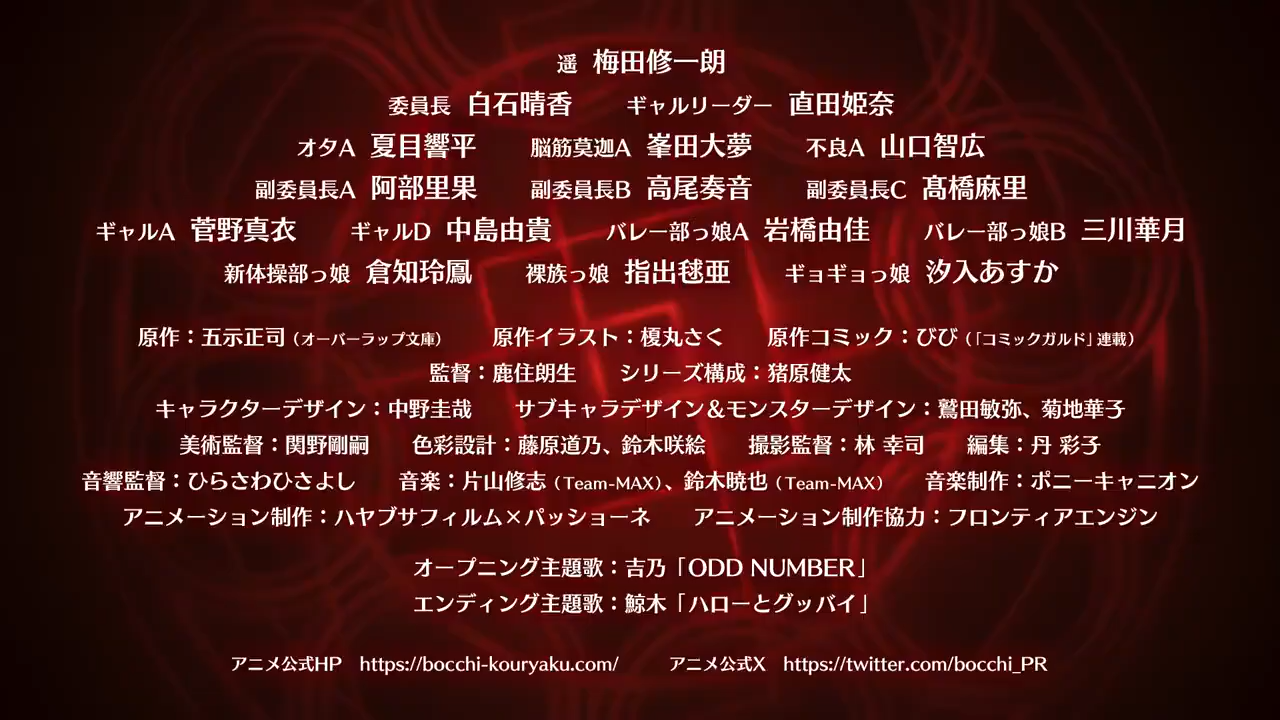 遥 梅田修一朗
委員長 白石晴香 ギャルリーダー 直田姫奈
オタA 夏目響平 脳筋莫迦A 峯田大夢 不良A 山口智広
副委員長A 阿部里果 副委員長B 高尾奏音 副委員長C 髙橋麻里
ギャルA 菅野真衣 ギャルD 中島由貴 バレー部っ娘A 岩橋由佳 バレー部っ娘B 三川華月
新体操部っ娘 倉知玲鳳 裸族っ娘 指出毬亜 ギョギョっ娘 汐入あすか
原作：五示正司（オーバーラップ文庫） 原作イラスト：榎丸さく 原作コミック：びび（「コミックガルド」連載）
監督：鹿住朗生 シリーズ構成：猪原健太
キャラクターデザイン：中野圭哉 サブキャラデザイン＆モンスターデザイン：鷲田敏弥、菊地華子
美術監督：関野剛嗣 色彩設計：藤原道乃、鈴木咲絵 撮影監督：林 幸司 編集：丹 彩子
音響監督：ひらさわひさよし 音楽：片山修志（Team-MAX）、鈴木暁也（Team-MAX） 音楽制作：ポニーキャニオン
アニメーション制作：ハヤブサフィルム×パッショーネ アニメーション制作協力：フロンティアエンジン
オープニング主題歌：吉乃「ODD NUMBER」
エンディング主題歌：鯨木「ハローとグッバイ」
アニメ公式HP https://bocchi-kouryaku.com/ アニメ公式X https://twitter.com/bocchi_PR